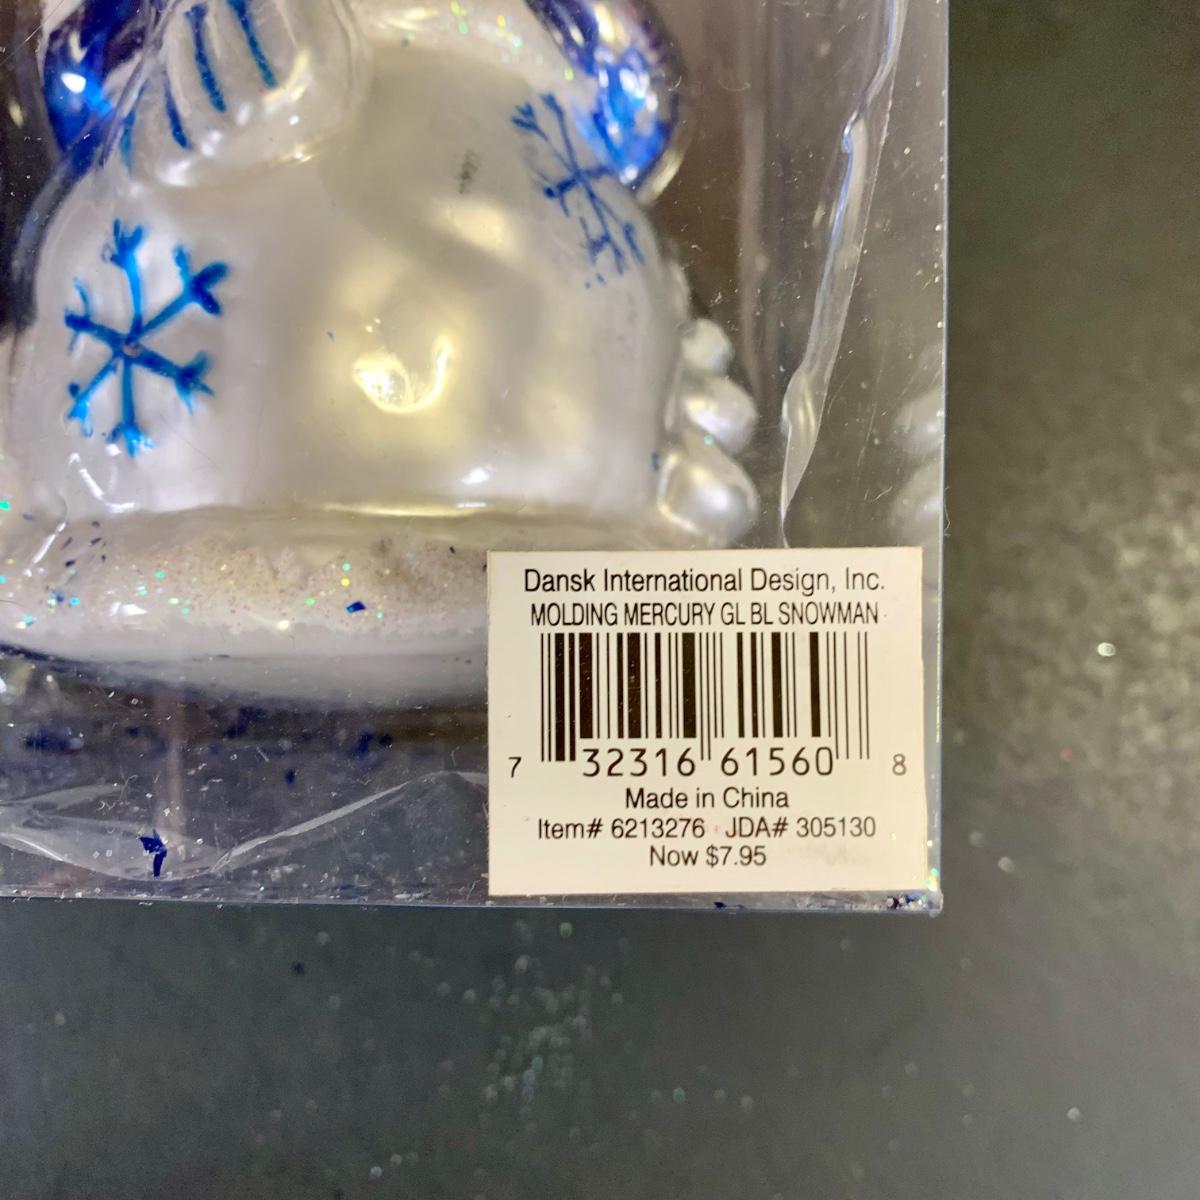 Dansk International Design, Inc.
MOLDING MERCURY GL BL SNOWMAN
7 32316 61560 8
Made in China
Item# 6213276 JDA# 305130
Now $7.95